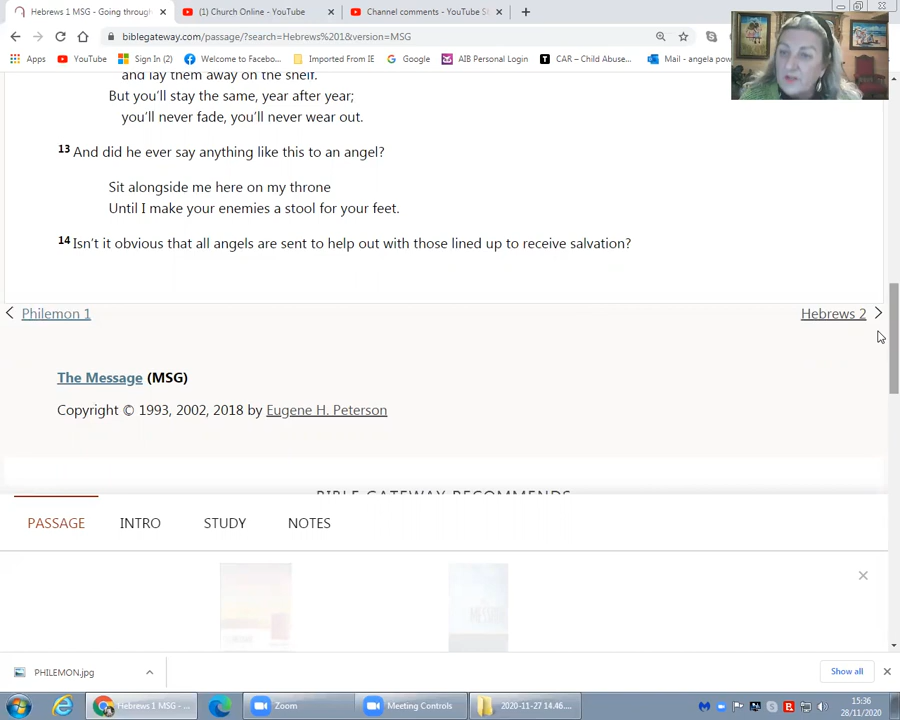 Hebrews 1 MSG - Going through
(1) Church Online - YouTube
Channel comments - YouTube S
biblegateway.com/passage/?search=Hebrews%201&version=MSG
Apps
YouTube
Sign In (2)
Welcome to Facebo...
Imported From IE
Google
AIB Personal Login
CAR – Child Abuse...
Mail - angela pow
and lay them away on the shelf.
But you’ll stay the same, year after year;
you’ll never fade, you’ll never wear out.
13 And did he ever say anything like this to an angel?
Sit alongside me here on my throne
Until I make your enemies a stool for your feet.
14 Isn’t it obvious that all angels are sent to help out with those lined up to receive salvation?
Philemon 1
Hebrews 2
The Message (MSG)
Copyright © 1993, 2002, 2018 by Eugene H. Peterson
BIBLE GATEWAY RECOMMENDS
PASSAGE
INTRO
STUDY
NOTES
PHILEMON.jpg
Show all
Hebrews 1 MSG - ...
Zoom
Meeting Controls
2020-11-27 14.46....
15:36
28/11/2020